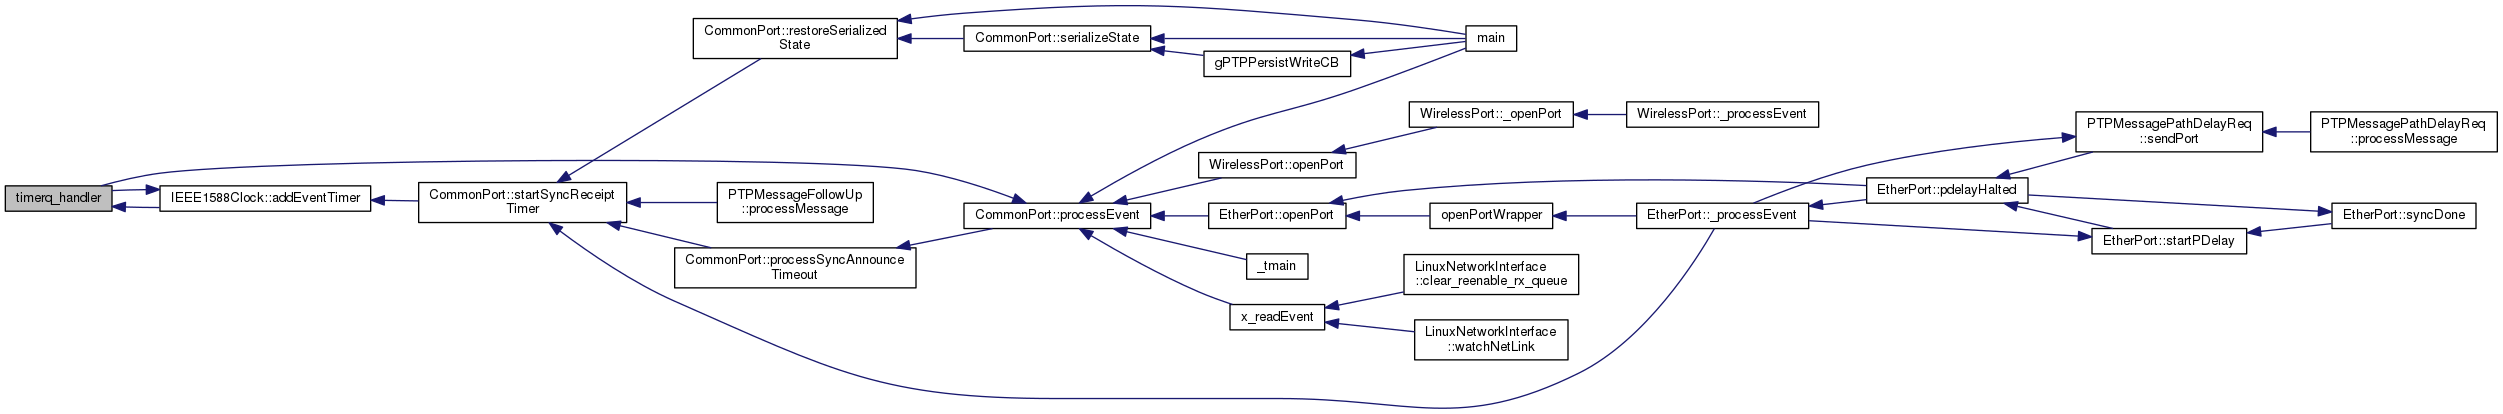 timerq_handler
IEEE1588Clock::addEventTimer
CommonPort::startSyncReceipt
Timer
CommonPort::restoreSerialized
State
CommonPort::serializeState
gPTPPersistWriteCB
main
PTPMessageFollowUp
::processMessage
CommonPort::processSyncAnnounce
Timeout
CommonPort::processEvent
WirelessPort::openPort
WirelessPort::_openPort
WirelessPort::_processEvent
EtherPort::openPort
openPortWrapper
EtherPort::_processEvent
_tmain
x_readEvent
LinuxNetworkInterface
::clear_reenable_rx_queue
LinuxNetworkInterface
::watchNetLink
EtherPort::pdelayHalted
PTPMessagePathDelayReq
::sendPort
PTPMessagePathDelayReq
::processMessage
EtherPort::startPDelay
EtherPort::syncDone